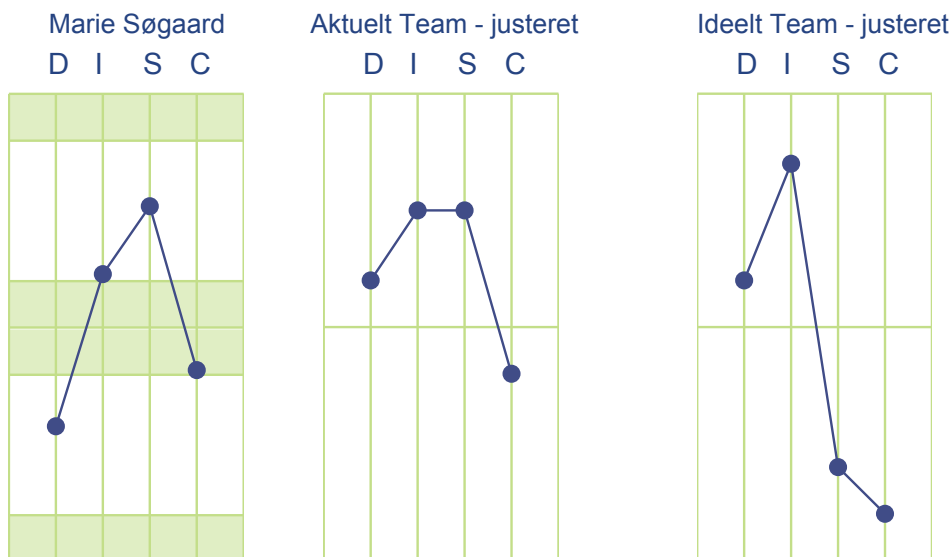 Marie Søgaard
D I S C
Aktuelt Team - justeret
D I S C
Ideelt Team - justeret
D I S C